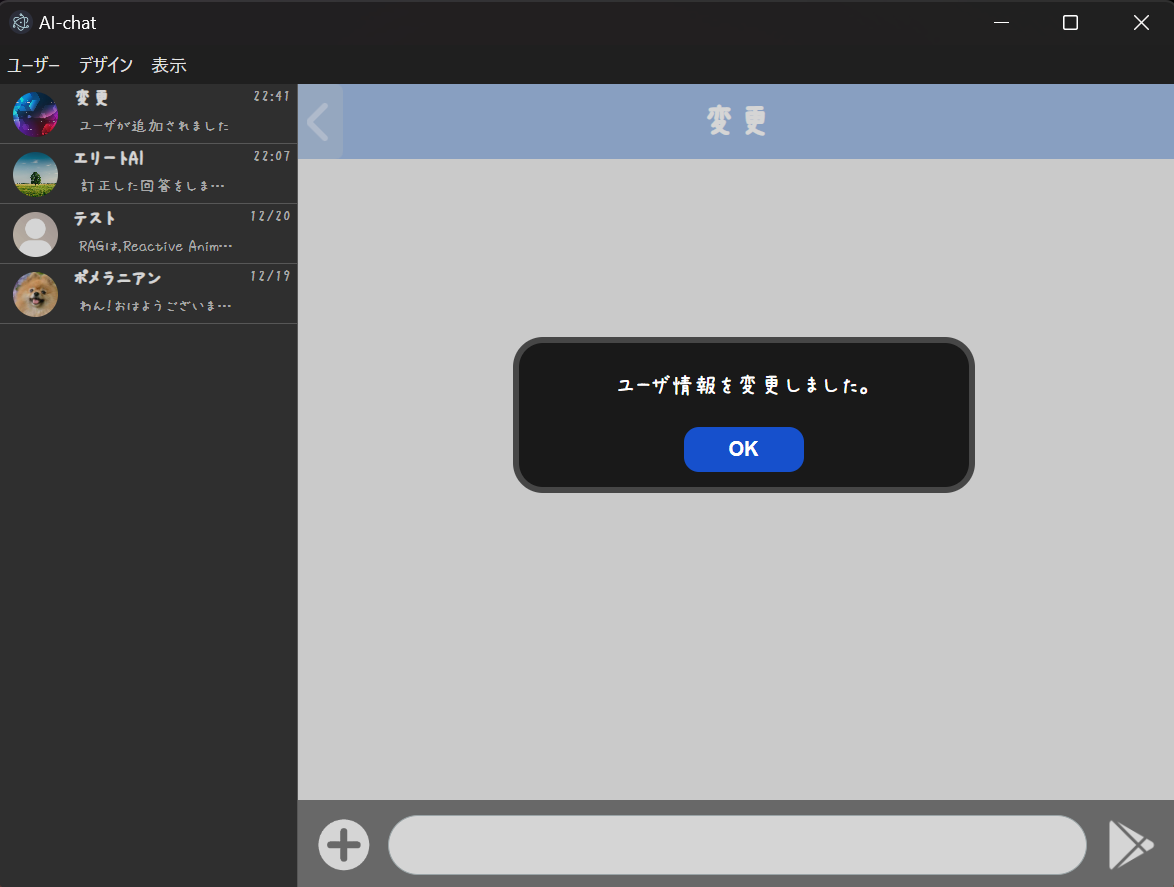 AI-chat
ユーザー デザイン 表示
変更 22:41
ユーザが追加されました
エリートAI 22:07
訂正した回答をしま…
テスト 12/20
RAGは,Reactive Anim…
ポメラニアン 12/19
わん!おはようございま…
変更
ユーザ情報を変更しました。
OK